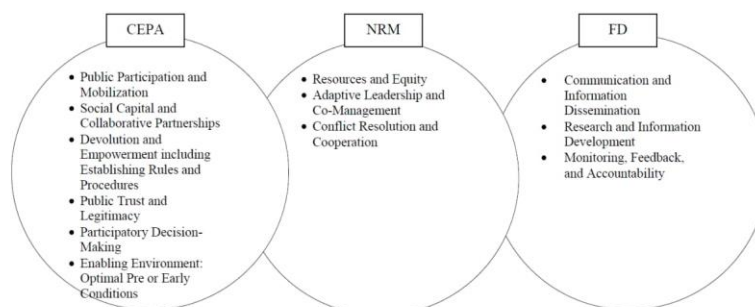 CEPA
• Public Participation and
Mobilization
• Social Capital and
Collaborative Partnerships
• Devolution and
Empowerment including
Establishing Rules and
Procedures
• Public Trust and
Legitimacy
• Participatory Decision-
Making
• Enabling Environment:
Optimal Pre or Early
Conditions
NRM
• Resources and Equity
• Adaptive Leadership and
Co-Management
• Conflict Resolution and
Cooperation
FD
• Communication and
Information
Dissemination
• Research and Information
Development
• Monitoring, Feedback,
and Accountability